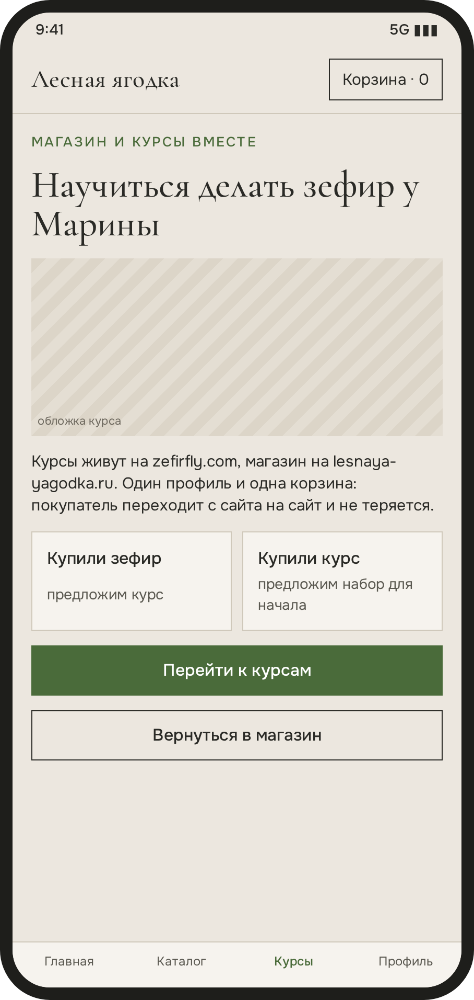 9:41
5G
Лесная ягодка
Корзина · 0
МАГАЗИН И КУРСЫ ВМЕСТЕ
Научиться делать зефир у
Марины
обложка курса
Курсы живут на zefirfly.com, магазин на lesnaya-
yagodka.ru. Один профиль и одна корзина:
покупатель переходит с сайта на сайт и не теряется.
Купили зефир
предложим курс
Купили курс
предложим набор для
начала
Перейти к курсам
Вернуться в магазин
Главная
Каталог
Курсы
Профиль